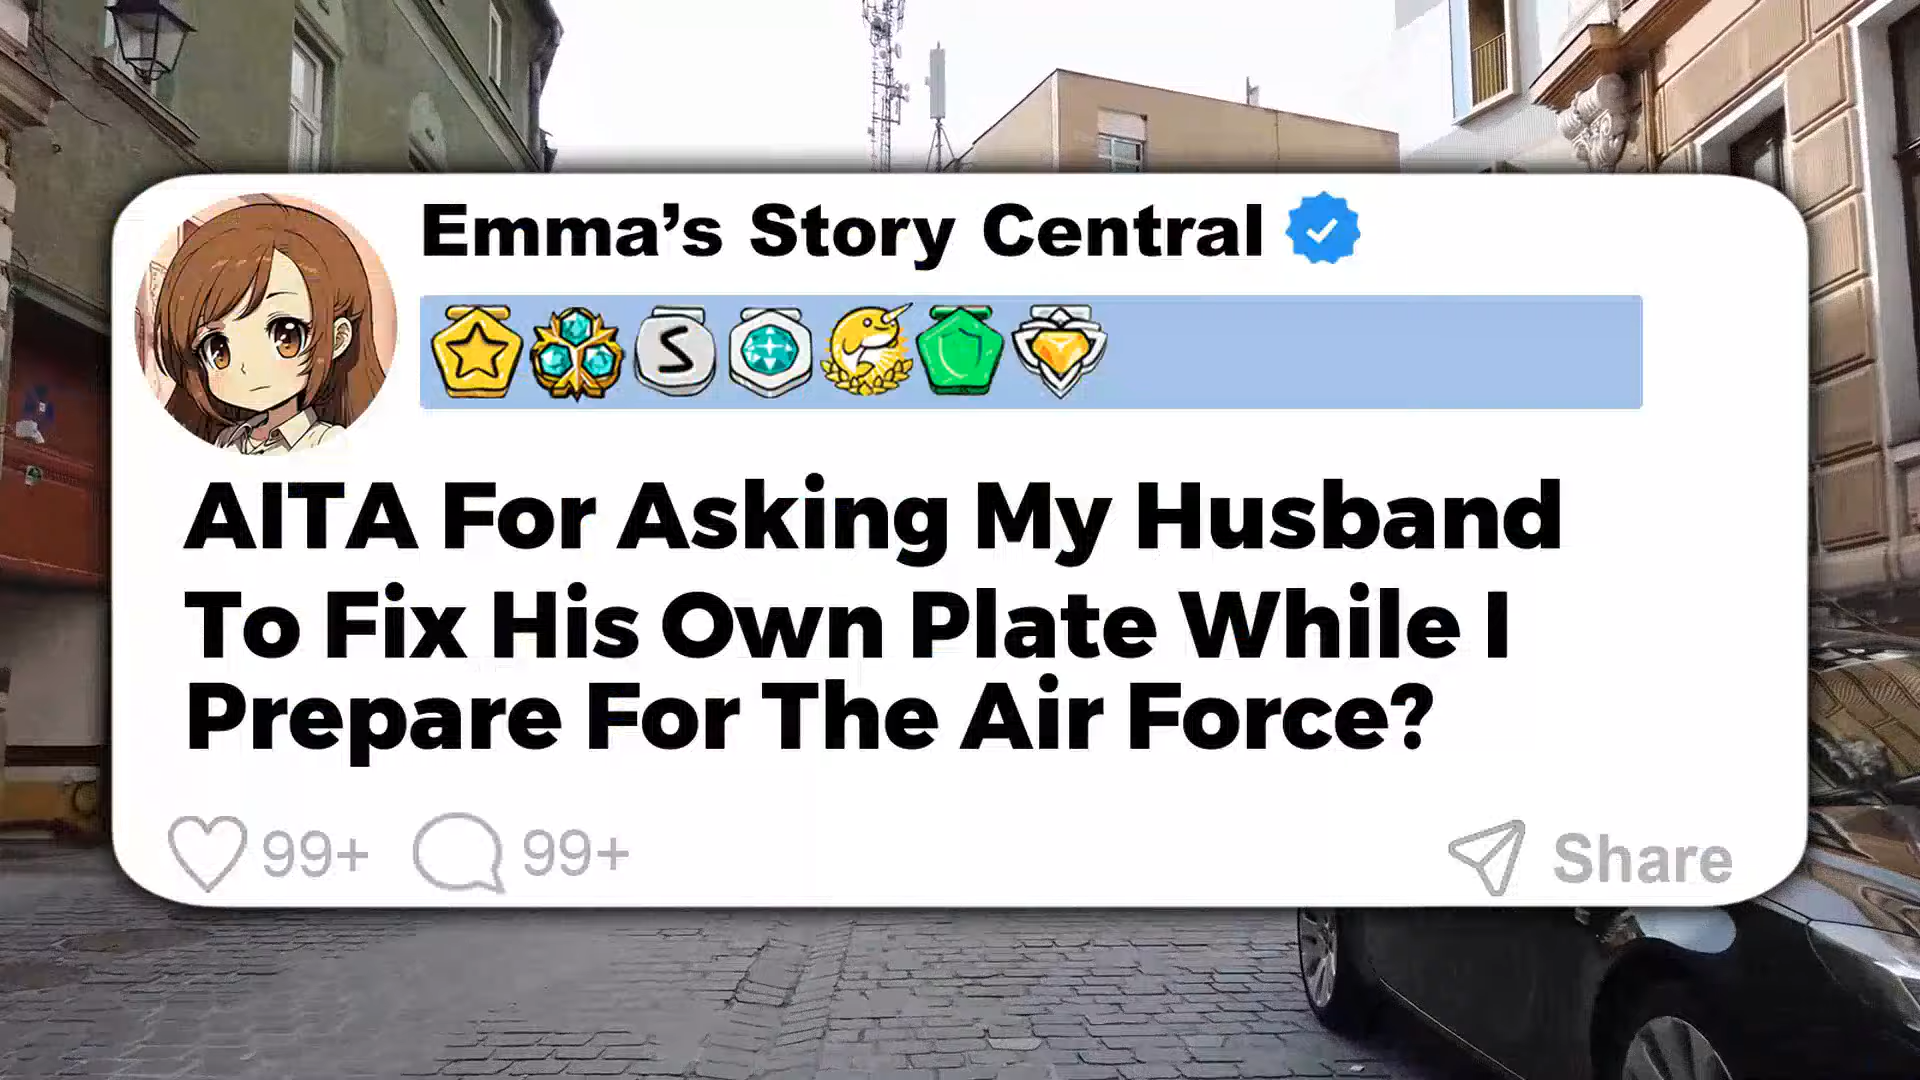 Emma’s Story Central
S
AITA For Asking My Husband
To Fix His Own Plate While I
Prepare For The Air Force?
99+ 99+ Share